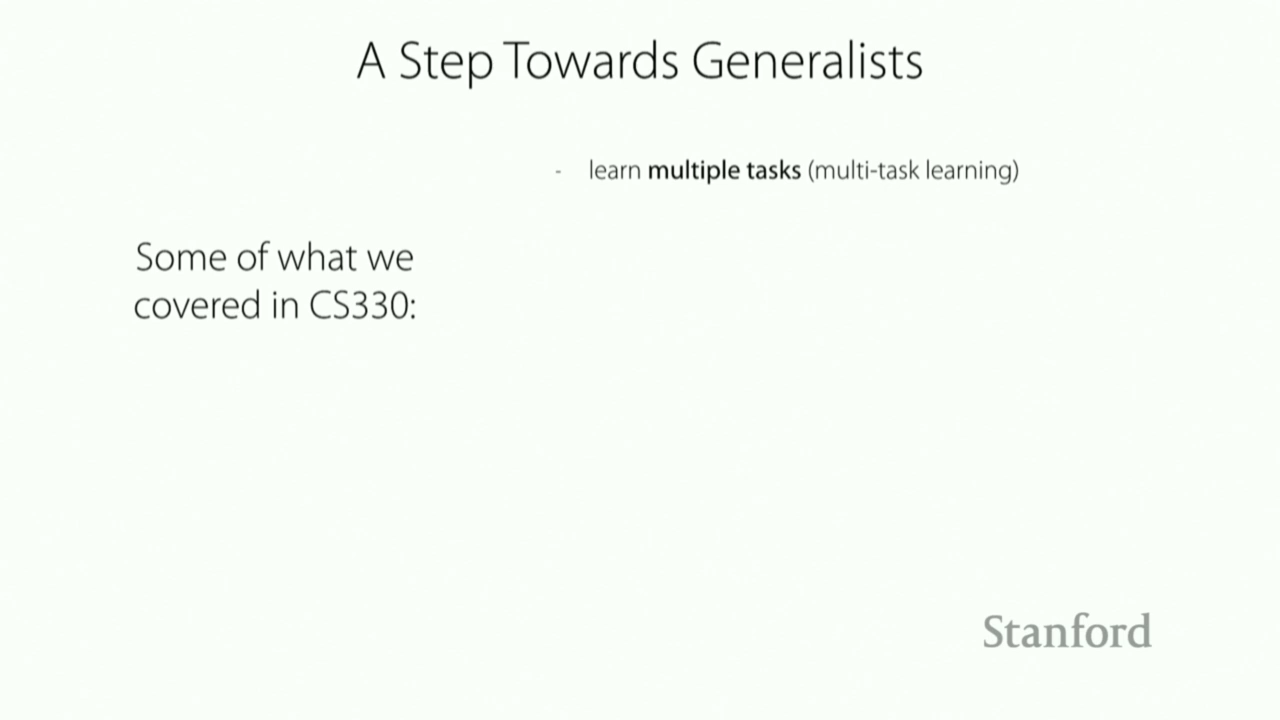 A Step Towards Generalists
- learn multiple tasks (multi-task learning)
Some of what we
covered in CS330:
Stanford